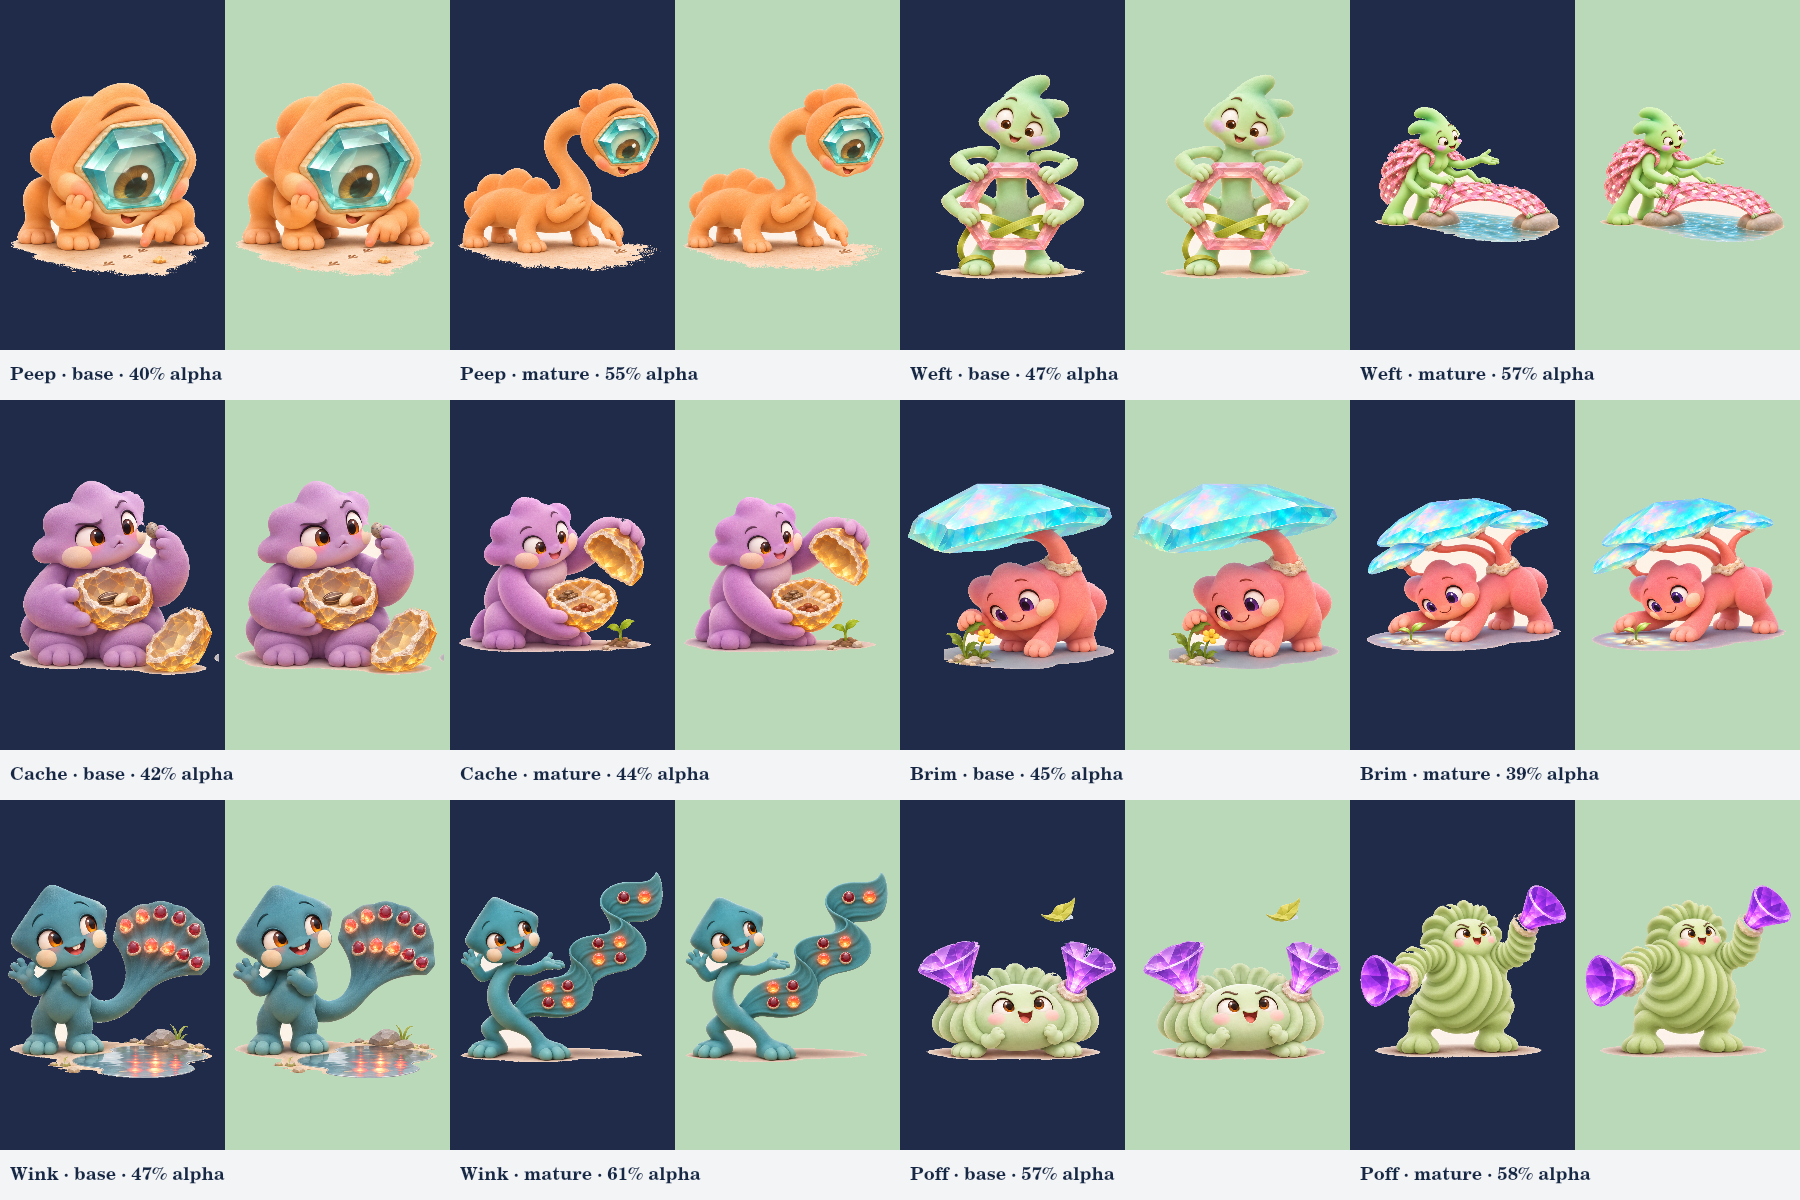 Peep · base · 40% alpha
Peep · mature · 55% alpha
Weft · base · 47% alpha
Weft · mature · 57% alpha
Cache · base · 42% alpha
Cache · mature · 44% alpha
Brim · base · 45% alpha
Brim · mature · 39% alpha
Wink · base · 47% alpha
Wink · mature · 61% alpha
Poff · base · 57% alpha
Poff · mature · 58% alpha